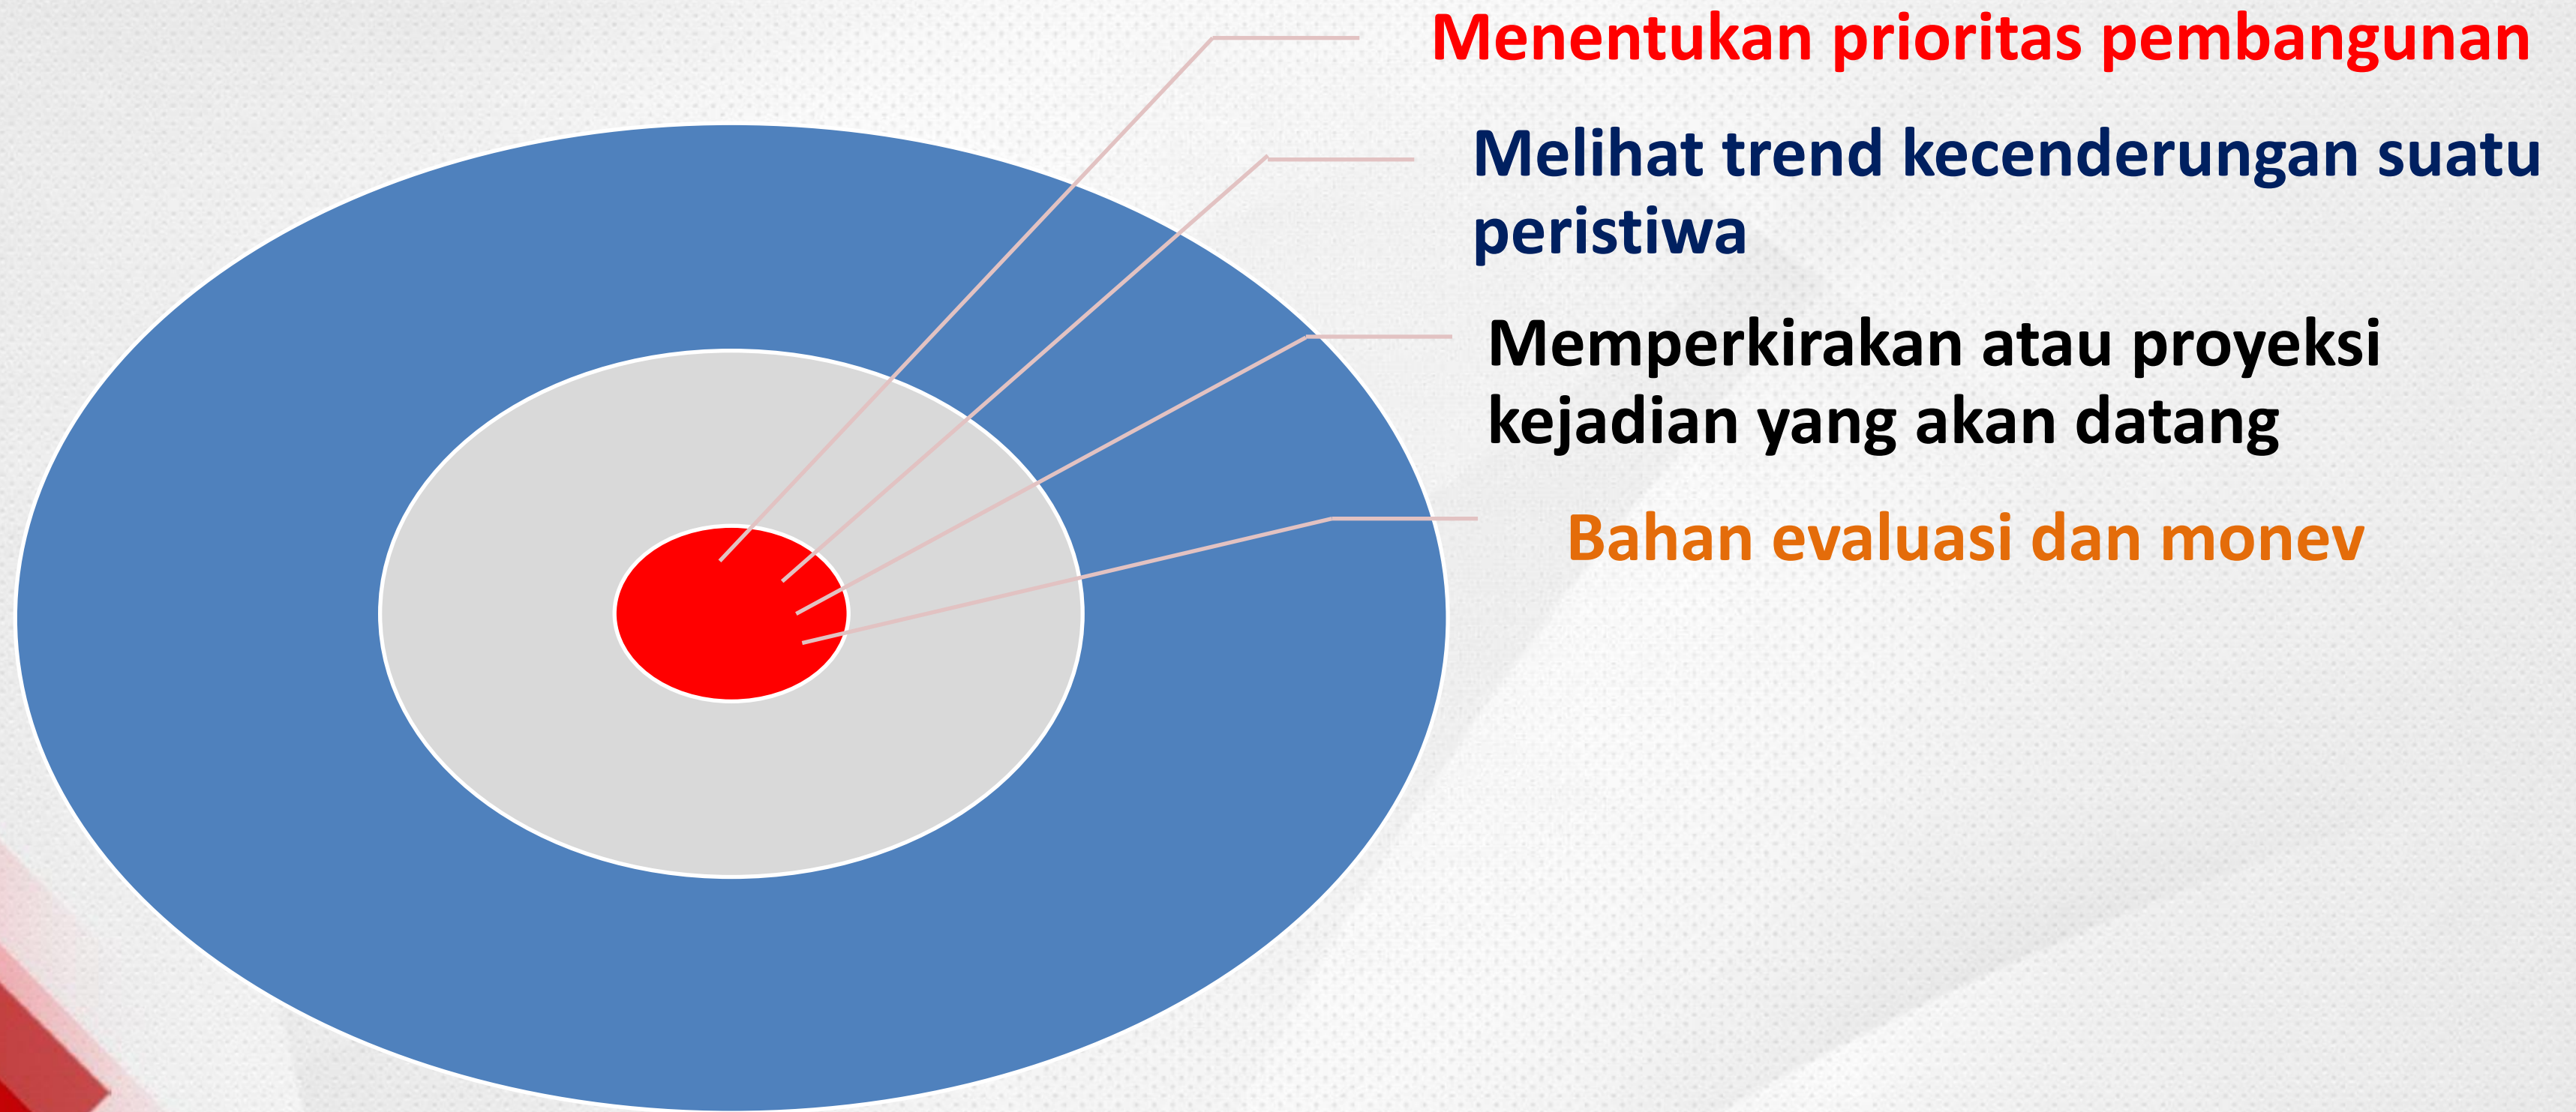 Menentukan prioritas pembangunan
Melihat trend kecenderungan suatu
peristiwa
Memperkirakan atau proyeksi
kejadian yang akan datang
Bahan evaluasi dan monev